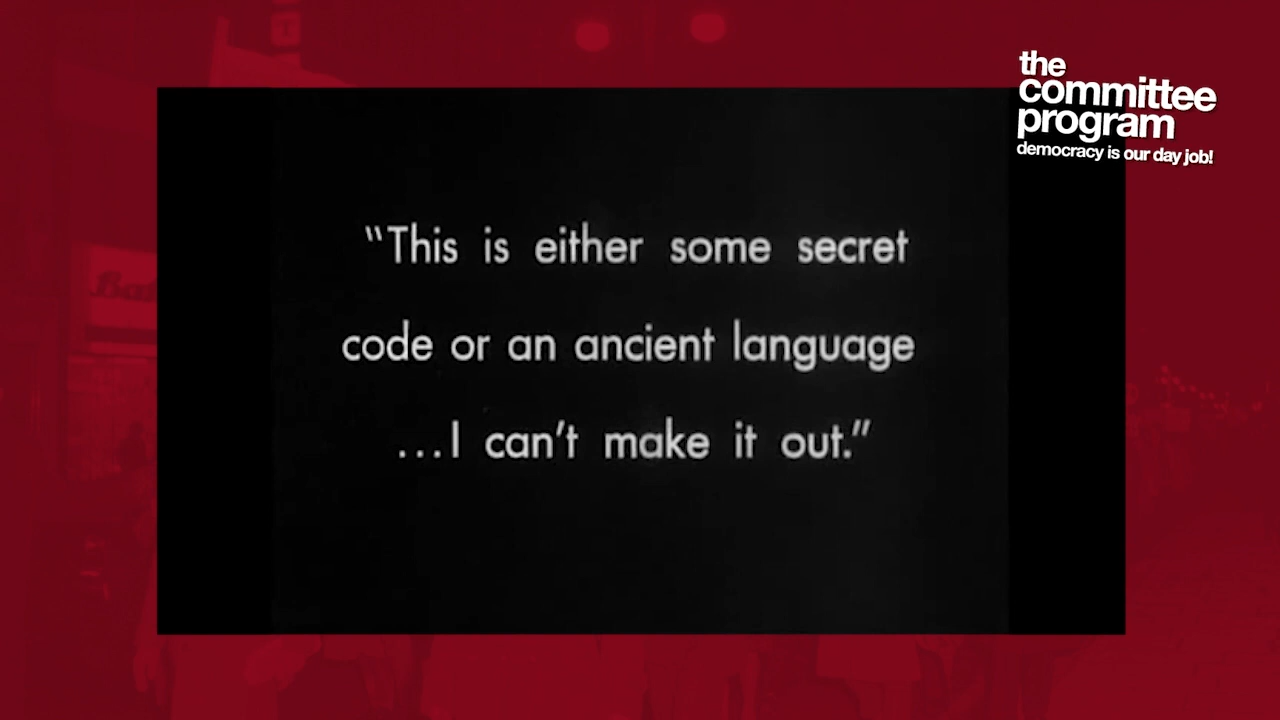 the
committee
program
democracy is our day job!
“This is either some secret
code or an ancient language
...I can’t make it out.”